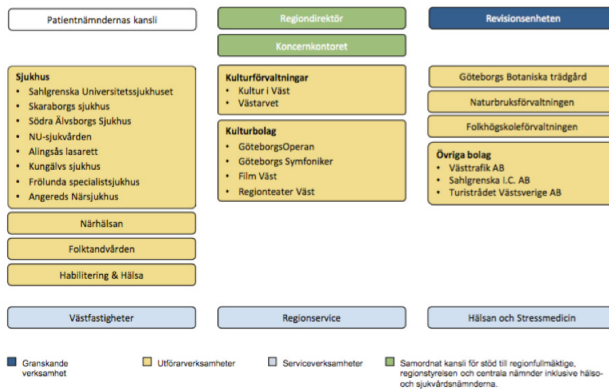 Patientnämndernas kansli
Regiondirektör
Koncernkontoret
Revisionsenheten
Sjukhus
• Sahlgrenska Universitetssjukhuset
• Skaraborgs sjukhus
• Södra Älvsborgs Sjukhus
• NU-sjukvården
• Alingsås lasarett
• Kungälvs sjukhus
• Frölunda specialistsjukhus
• Angereds Närsjukhus
Närhälsan
Folktandvården
Habilitering & Hälsa
Kulturförvaltningar
• Kultur i Väst
• Västarvet
Kulturbolag
• GöteborgsOperan
• Göteborgs Symfoniker
• Film Väst
• Regionteater Väst
Göteborgs Botaniska trädgård
Naturbruksförvaltningen
Folkhögskoleförvaltningen
Övriga bolag
• Västtrafik AB
• Sahlgrenska I.C. AB
• Turistrådet Västsverige AB
Västfastigheter
Regionservice
Hälsan och Stressmedicin
Granskande
verksamhet
Utförarverksamheter
Serviceverksamheter
Samordnat kansli för stöd till regionfullmäktige,
regionstyreisen och centrala nämnder inklusive hälso-
och sjukvårdsnämnderna.